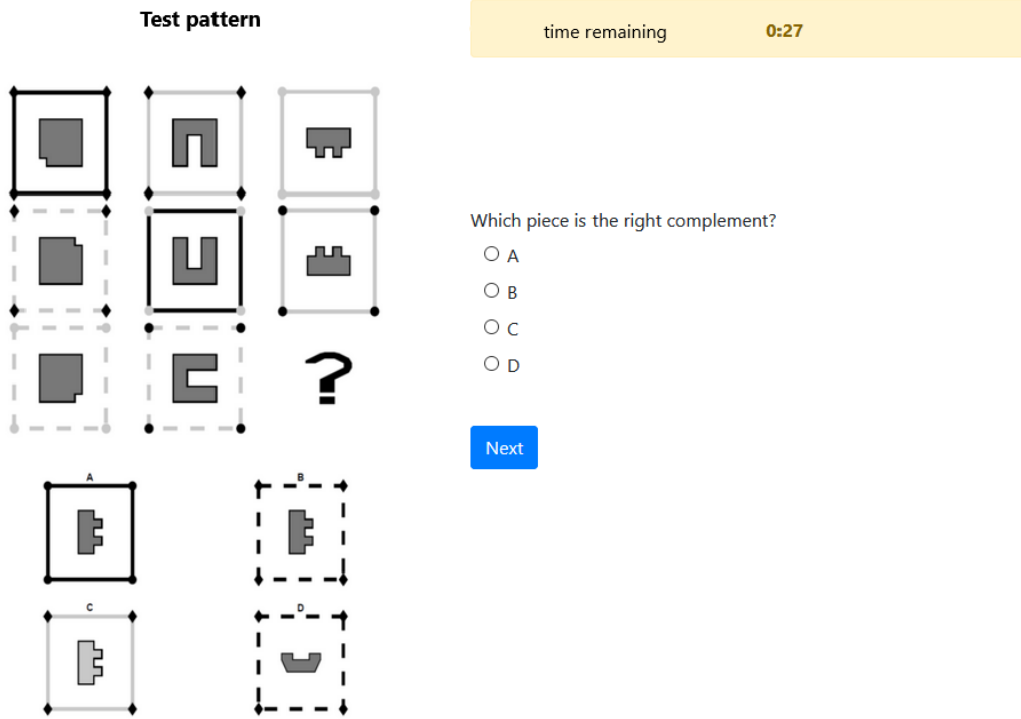 Test pattern
time remaining 0:27
?
Which piece is the right complement?
A
B
C
D
Next
A B
C D